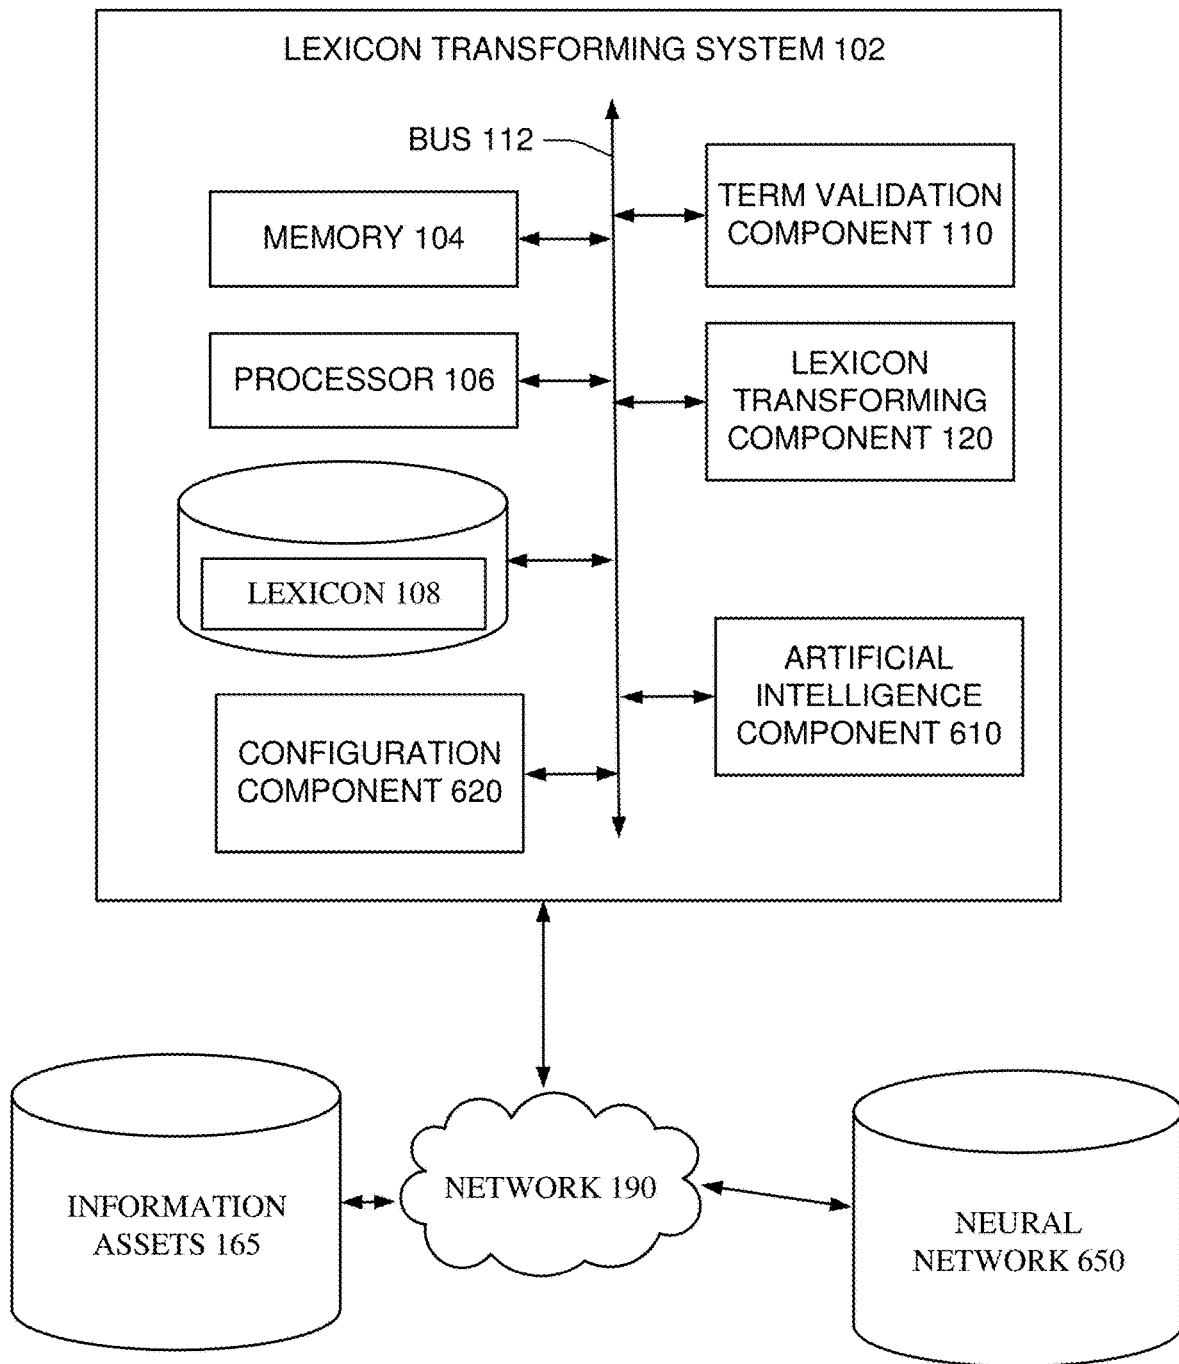 LEXICON TRANSFORMING SYSTEM 102
BUS 112
MEMORY 104
TERM VALIDATION
COMPONENT 110
PROCESSOR 106
LEXICON
TRANSFORMING
COMPONENT 120
LEXICON 108
ARTIFICIAL
INTELLIGENCE
COMPONENT 610
CONFIGURATION
COMPONENT 620
INFORMATION
ASSETS 165
NETWORK 190
NEURAL
NETWORK 650